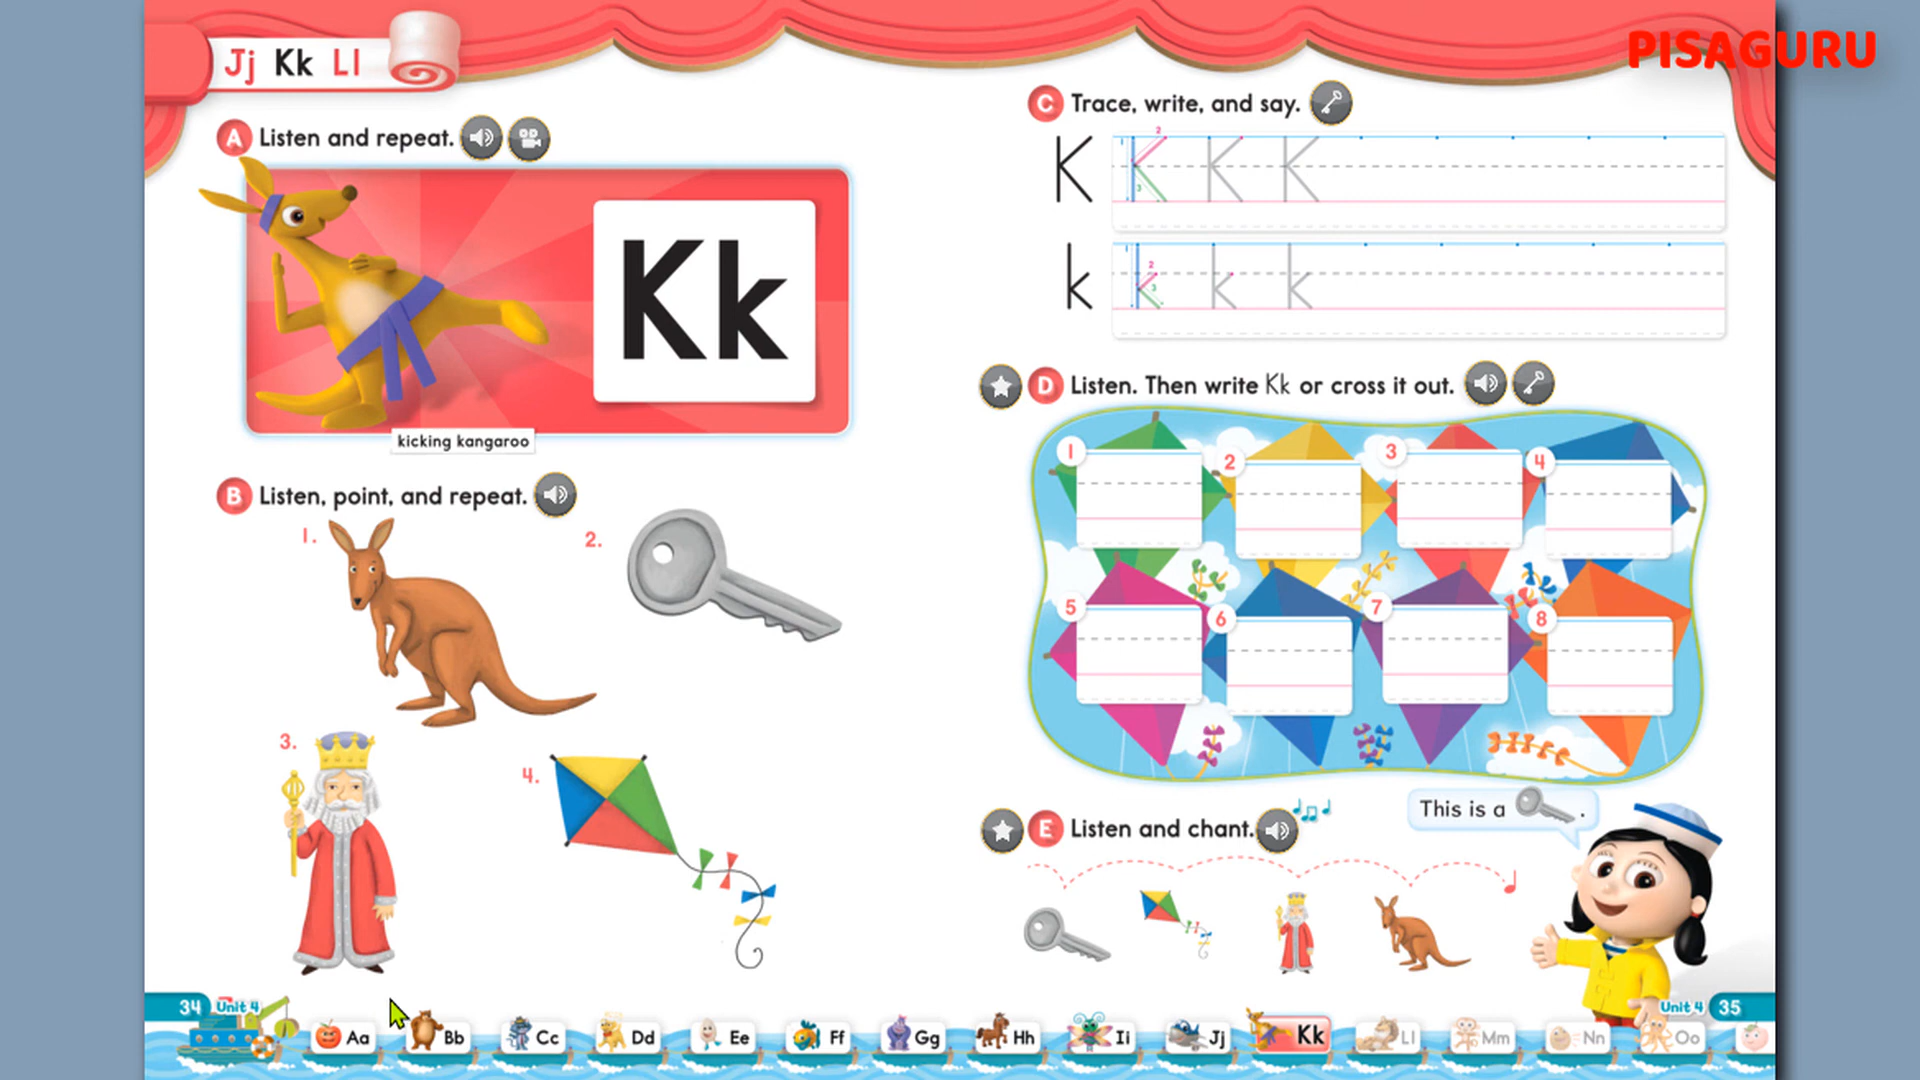 PISAGURU
Jj Kk Ll
A Listen and repeat.
Kk
kicking kangaroo
B Listen, point, and repeat.
1.
2.
3.
4.
C Trace, write, and say.
K K K K
k k k k
D Listen. Then write Kk or cross it out.
1 2 3 4
5 6 7 8
E Listen and chant.
This is a .
34 Unit 4
Unit 4 35
Aa Bb Cc Dd Ee Ff Gg Hh Ii Jj Kk Ll Mm Nn Oo